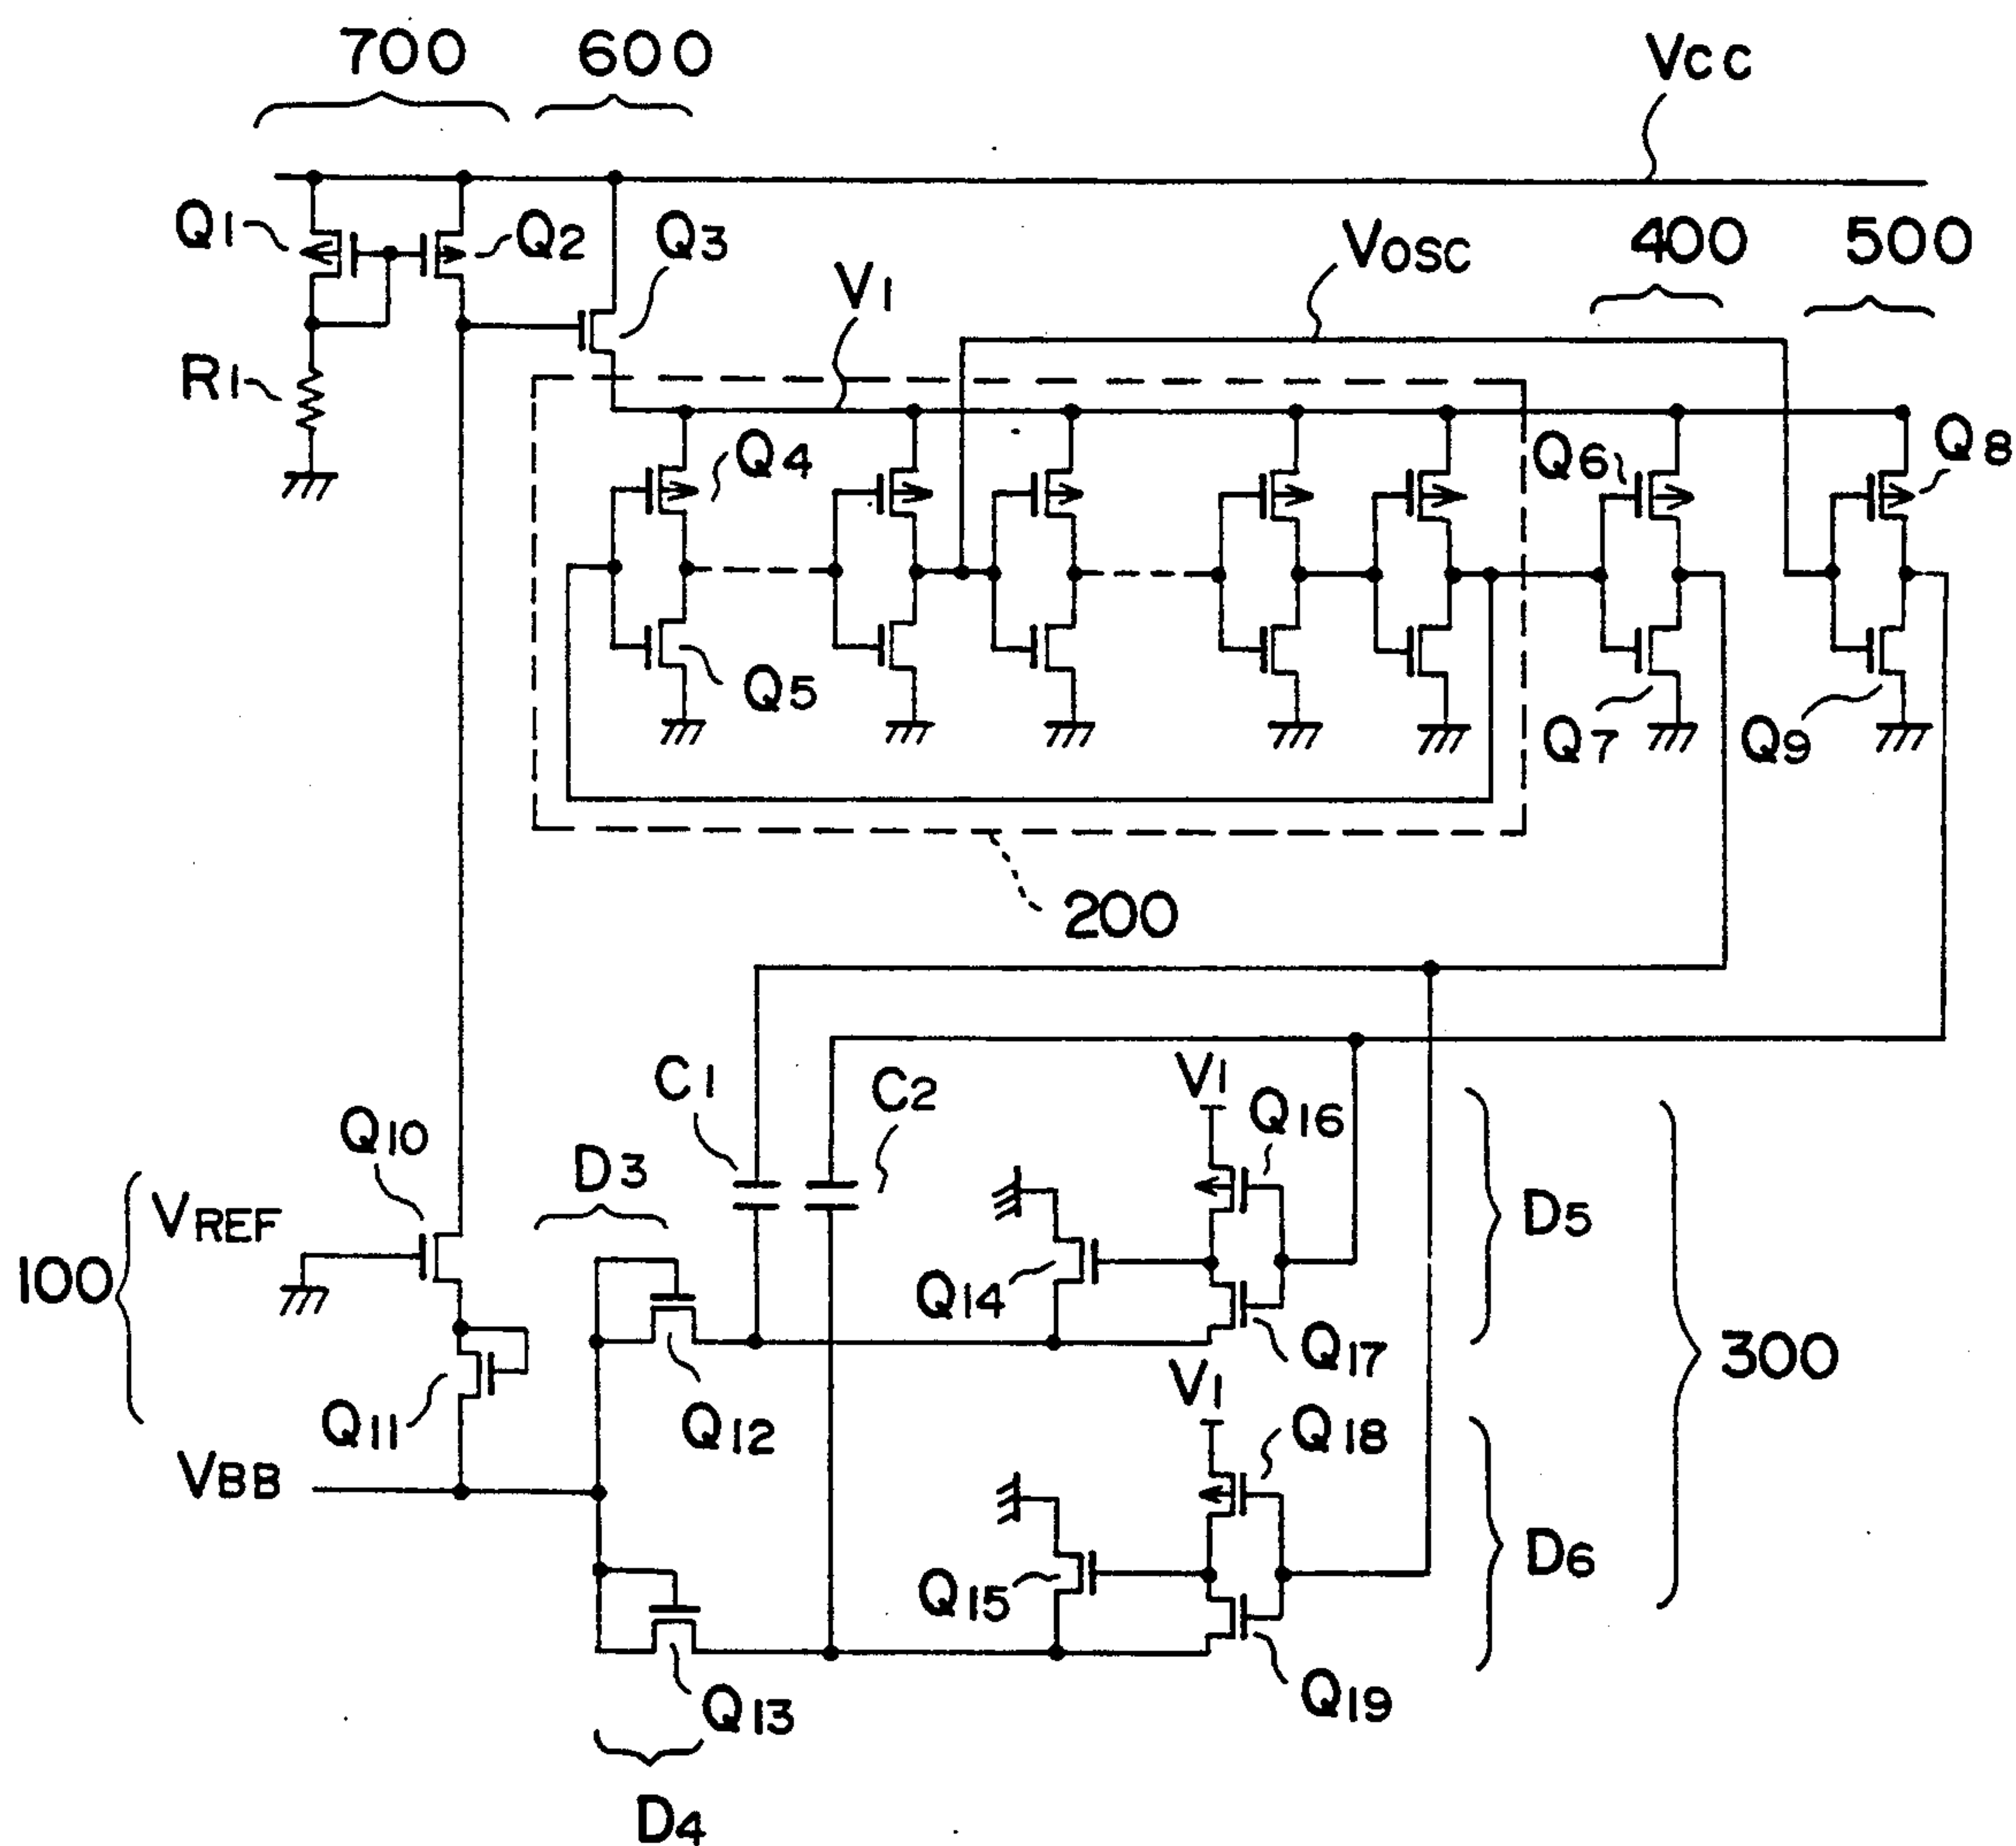 700 600 VCC
Q1 Q2 Q3 VOSC 400 500
V1
R1
Q4 Q6 Q8
Q5 Q7 Q9
200
C1 C2 V1 Q16
Q10 D3
VREF D5
100 Q14
Q17 300
Q11 Q12 V1 Q18
VBB
D6
Q15
Q13 Q19
D4